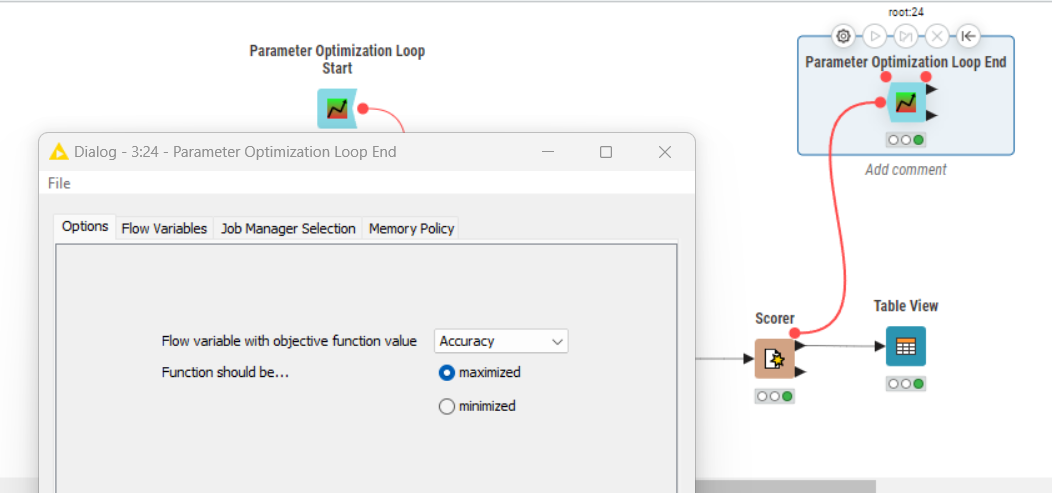 root:24
Parameter Optimization Loop
Start
Parameter Optimization Loop End
Add comment
Dialog - 3:24 - Parameter Optimization Loop End
File
Options Flow Variables Job Manager Selection Memory Policy
Flow variable with objective function value Accuracy
Function should be... maximized
minimized
Scorer
Table View